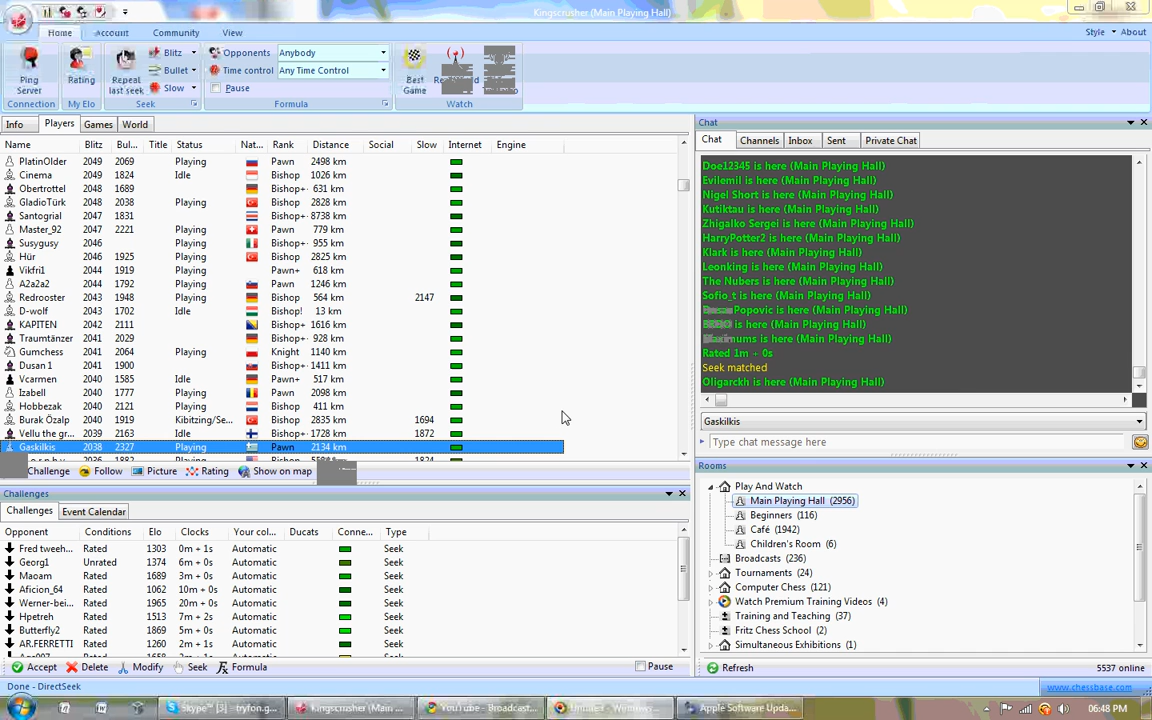 Kingscrusher (Main Playing Hall)
Home Account Community View Style About
Ping Server Rating Repeat last seek Blitz Bullet Slow Opponents Anybody Time control Any Time Control Pause Best Game
Connection My Elo Seek Formula Watch
Info Players Games World
Name Blitz Bul... Title Status Nat... Rank Distance Social Slow Internet Engine
PlatinOlder 2049 2069 Playing Pawn 2498 km
Cinema 2049 1824 Idle Bishop 1026 km
Obertrottel 2048 1689 Bishop+ 631 km
GladioTürk 2048 2038 Playing Bishop 2828 km
Santogrial 2047 1831 Bishop+ 8738 km
Master_92 2047 2221 Playing Pawn 779 km
Susygusy 2046 Playing Bishop+ 955 km
Hür 2046 1925 Playing Bishop 2825 km
Vikfri1 2044 1919 Playing Pawn+ 618 km
A2a2a2 2044 1792 Playing Pawn 1246 km
Redrooster 2043 1948 Playing Bishop 564 km 2147
D-wolf 2043 1702 Idle Bishop! 13 km
KAPITEN 2042 2111 Bishop+ 1616 km
Traumtänzer 2041 2029 Bishop+ 928 km
Gumchess 2041 2064 Playing Knight 1140 km
Dusan 1 2041 1900 Bishop+ 1411 km
Vcarmen 2040 1585 Idle Pawn+ 517 km
Izabell 2040 1777 Playing Pawn 2098 km
Hobbezak 2040 2121 Playing Bishop 411 km
Burak Özalp 2040 1919 Kibitzing/Se... Bishop 2835 km 1694
Vellu the gr... 2039 2163 Idle Bishop+ 1728 km 1872
Gaskilkis 2038 2327 Playing Pawn 2134 km
Challenge Follow Picture Rating Show on map
Challenges
Challenges Event Calendar
Opponent Conditions Elo Clocks Your col... Ducats Conne... Type
Fred tweeh... Rated 1303 0m + 1s Automatic Seek
Georg1 Unrated 1374 6m + 0s Automatic Seek
Maoam Rated 1689 3m + 0s Automatic Seek
Aficion_64 Rated 1062 10m + 0s Automatic Seek
Werner-bei... Rated 1965 20m + 0s Automatic Seek
Hpetreh Rated 1513 7m + 2s Automatic Seek
Butterfly2 Rated 1869 5m + 0s Automatic Seek
AR.FERRETTI Rated 1260 2m + 1s Automatic Seek
Accept Delete Modify Seek Formula Pause
Done - DirectSeek
Chat
Chat Channels Inbox Sent Private Chat
Doe12345 is here (Main Playing Hall)
Evilemil is here (Main Playing Hall)
Nigel Short is here (Main Playing Hall)
Kutiktau is here (Main Playing Hall)
Zhigalko Sergei is here (Main Playing Hall)
HarryPotter2 is here (Main Playing Hall)
Klark is here (Main Playing Hall)
Leonking is here (Main Playing Hall)
The Nubers is here (Main Playing Hall)
Sofio_t is here (Main Playing Hall)
Popovic is here (Main Playing Hall)
is here (Main Playing Hall)
is here (Main Playing Hall)
Rated 1m + 0s
Seek matched
Oligarckh is here (Main Playing Hall)
Gaskilkis
Type chat message here
Rooms
Play And Watch
Main Playing Hall (2956)
Beginners (116)
Café (1942)
Children's Room (6)
Broadcasts (236)
Tournaments (24)
Computer Chess (121)
Watch Premium Training Videos (4)
Training and Teaching (37)
Fritz Chess School (2)
Simultaneous Exhibitions (1)
Refresh 5537 online
www.chessbase.com
Skype™ [3] - tryfon.g... Kingscrusher (Main ... YouTube - Broadcast... Apple Software Upda... 06:48 PM